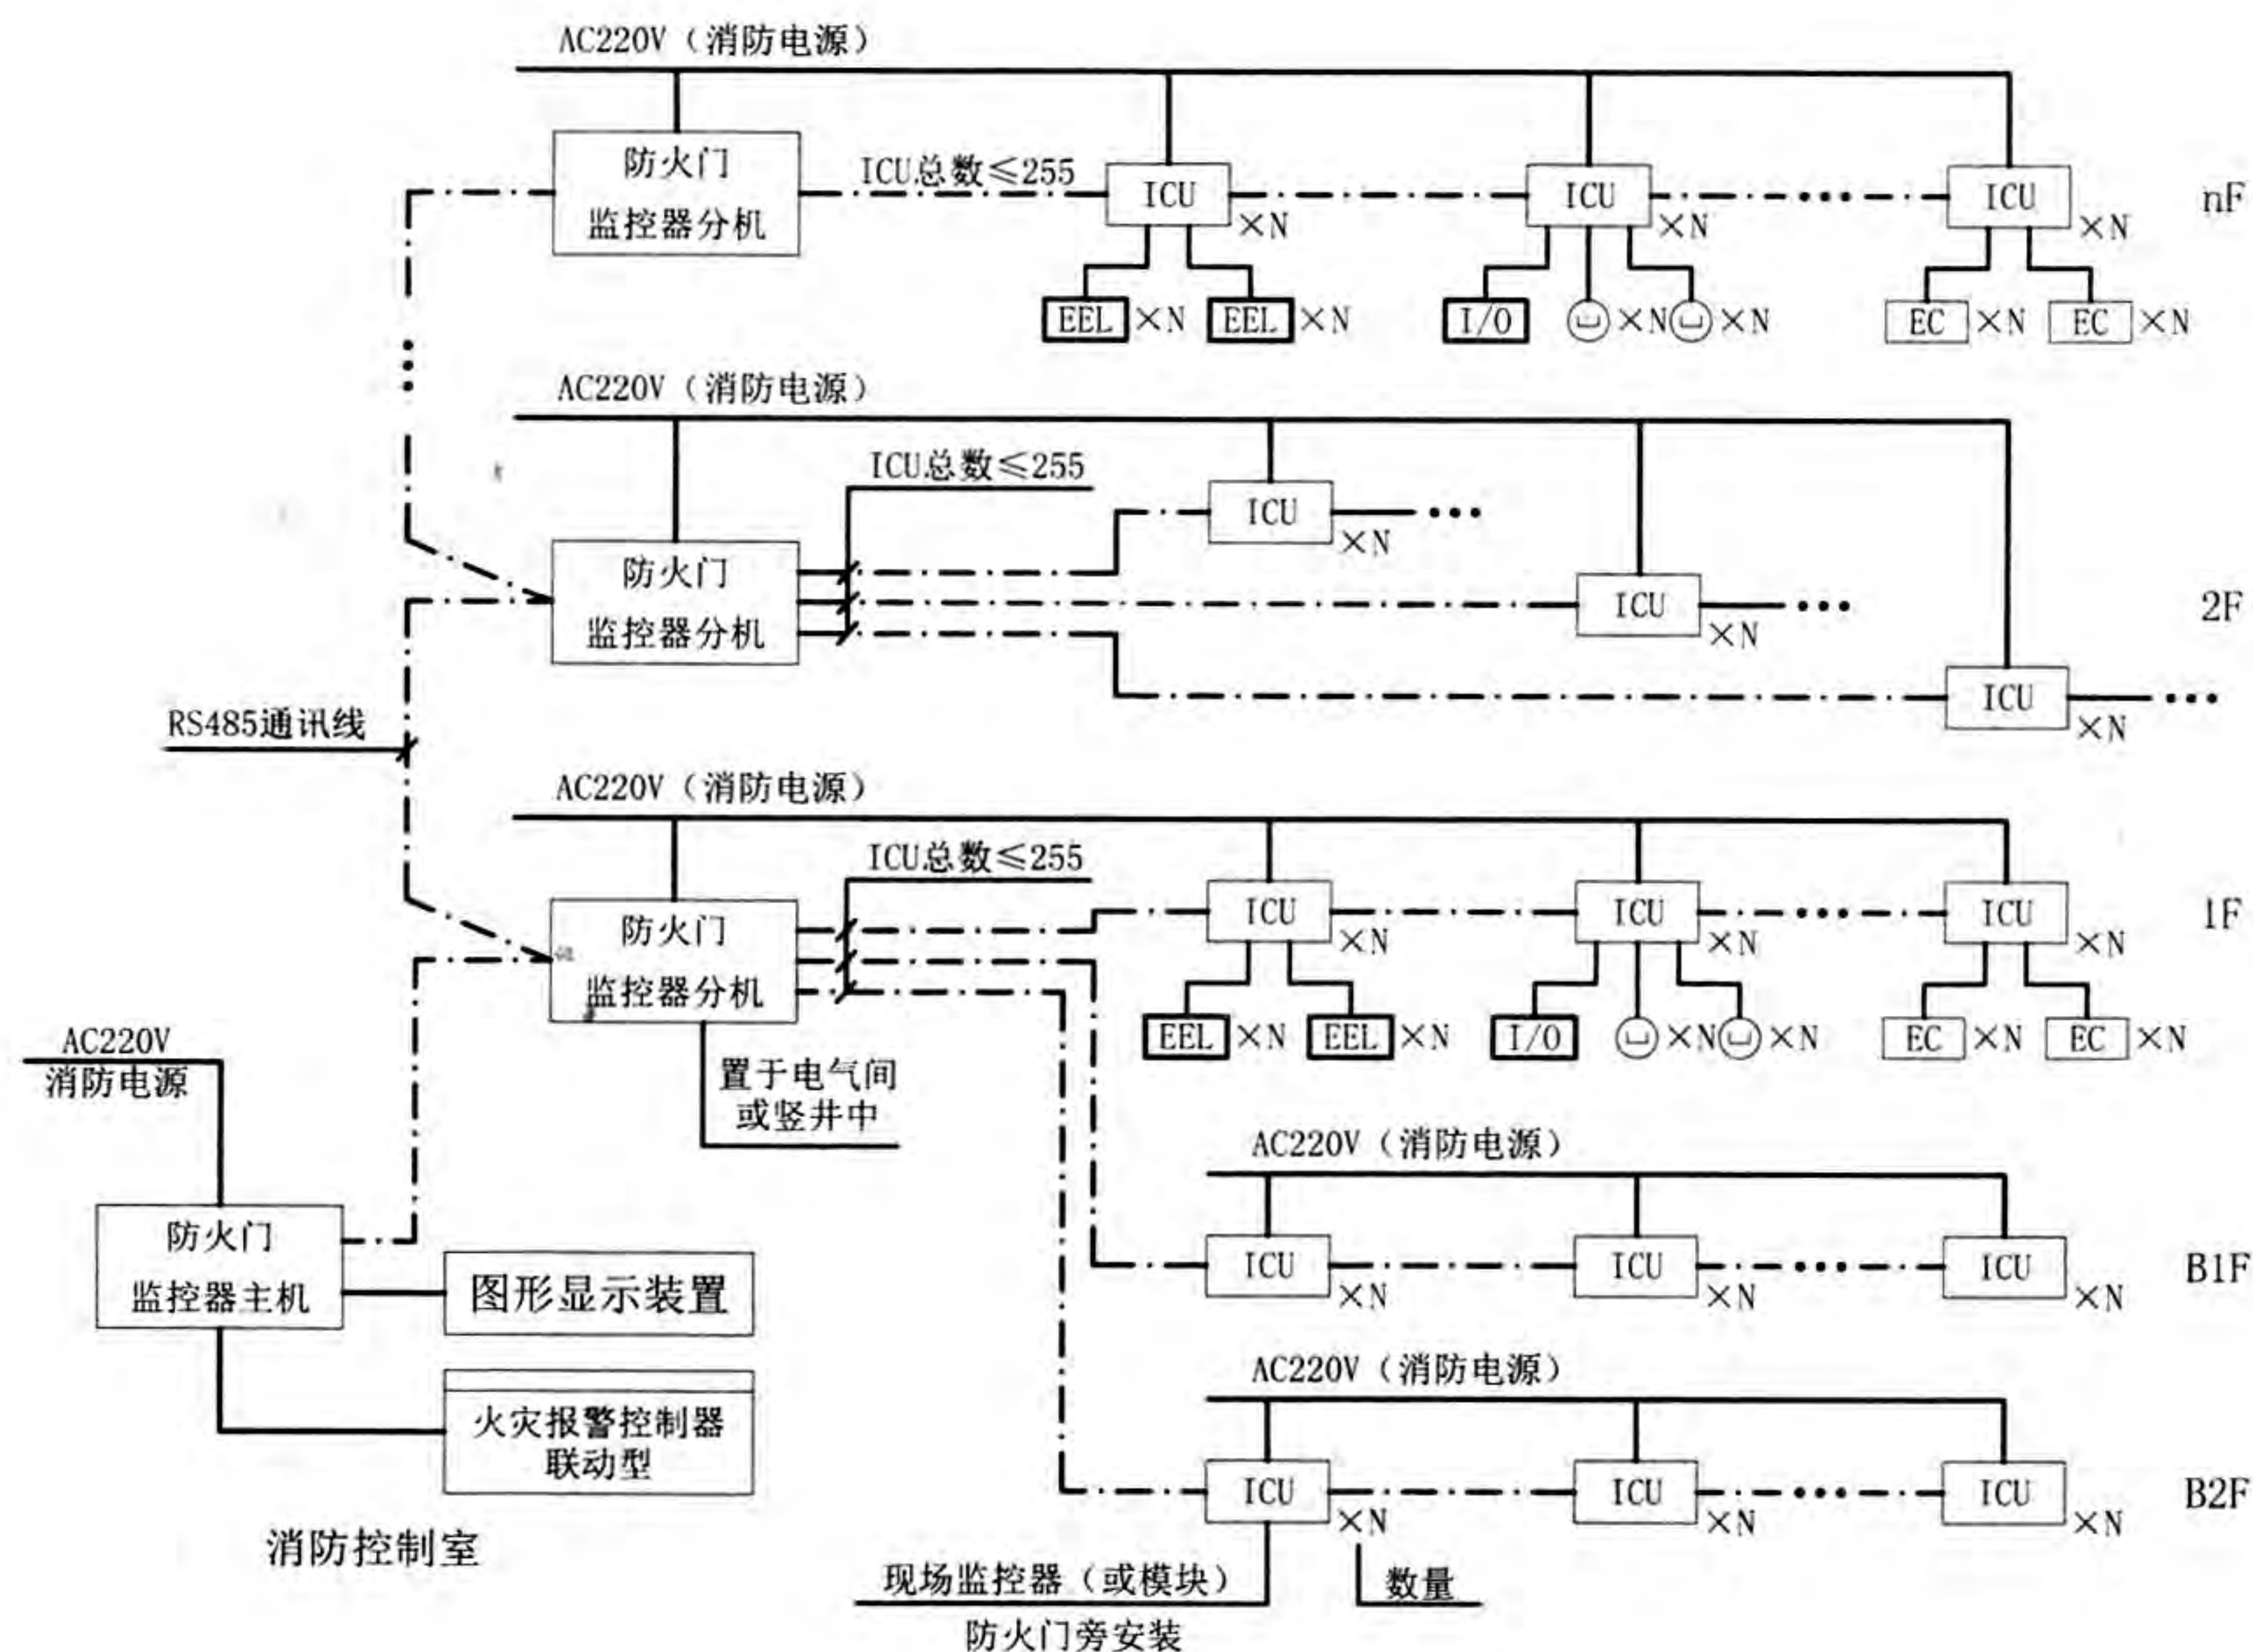 AC220V（消防电源）
防火门
监控器分机
ICU总数≤255
ICU
×N
ICU
×N
ICU
×N
nF
EEL ×N
EEL ×N
I/O
×N
×N
EC ×N
EC ×N
AC220V（消防电源）
ICU总数≤255
防火门
监控器分机
ICU
×N
ICU
×N
ICU
×N
2F
RS485通讯线
AC220V（消防电源）
ICU总数≤255
防火门
监控器分机
ICU
×N
ICU
×N
ICU
×N
1F
EEL ×N
EEL ×N
I/O
×N
×N
EC ×N
EC ×N
置于电气间
或竖井中
AC220V
消防电源
防火门
监控器主机
图形显示装置
火灾报警控制器
联动型
消防控制室
AC220V（消防电源）
ICU
×N
ICU
×N
ICU
×N
B1F
AC220V（消防电源）
ICU
×N
ICU
×N
ICU
×N
B2F
现场监控器（或模块）
防火门旁安装
数量